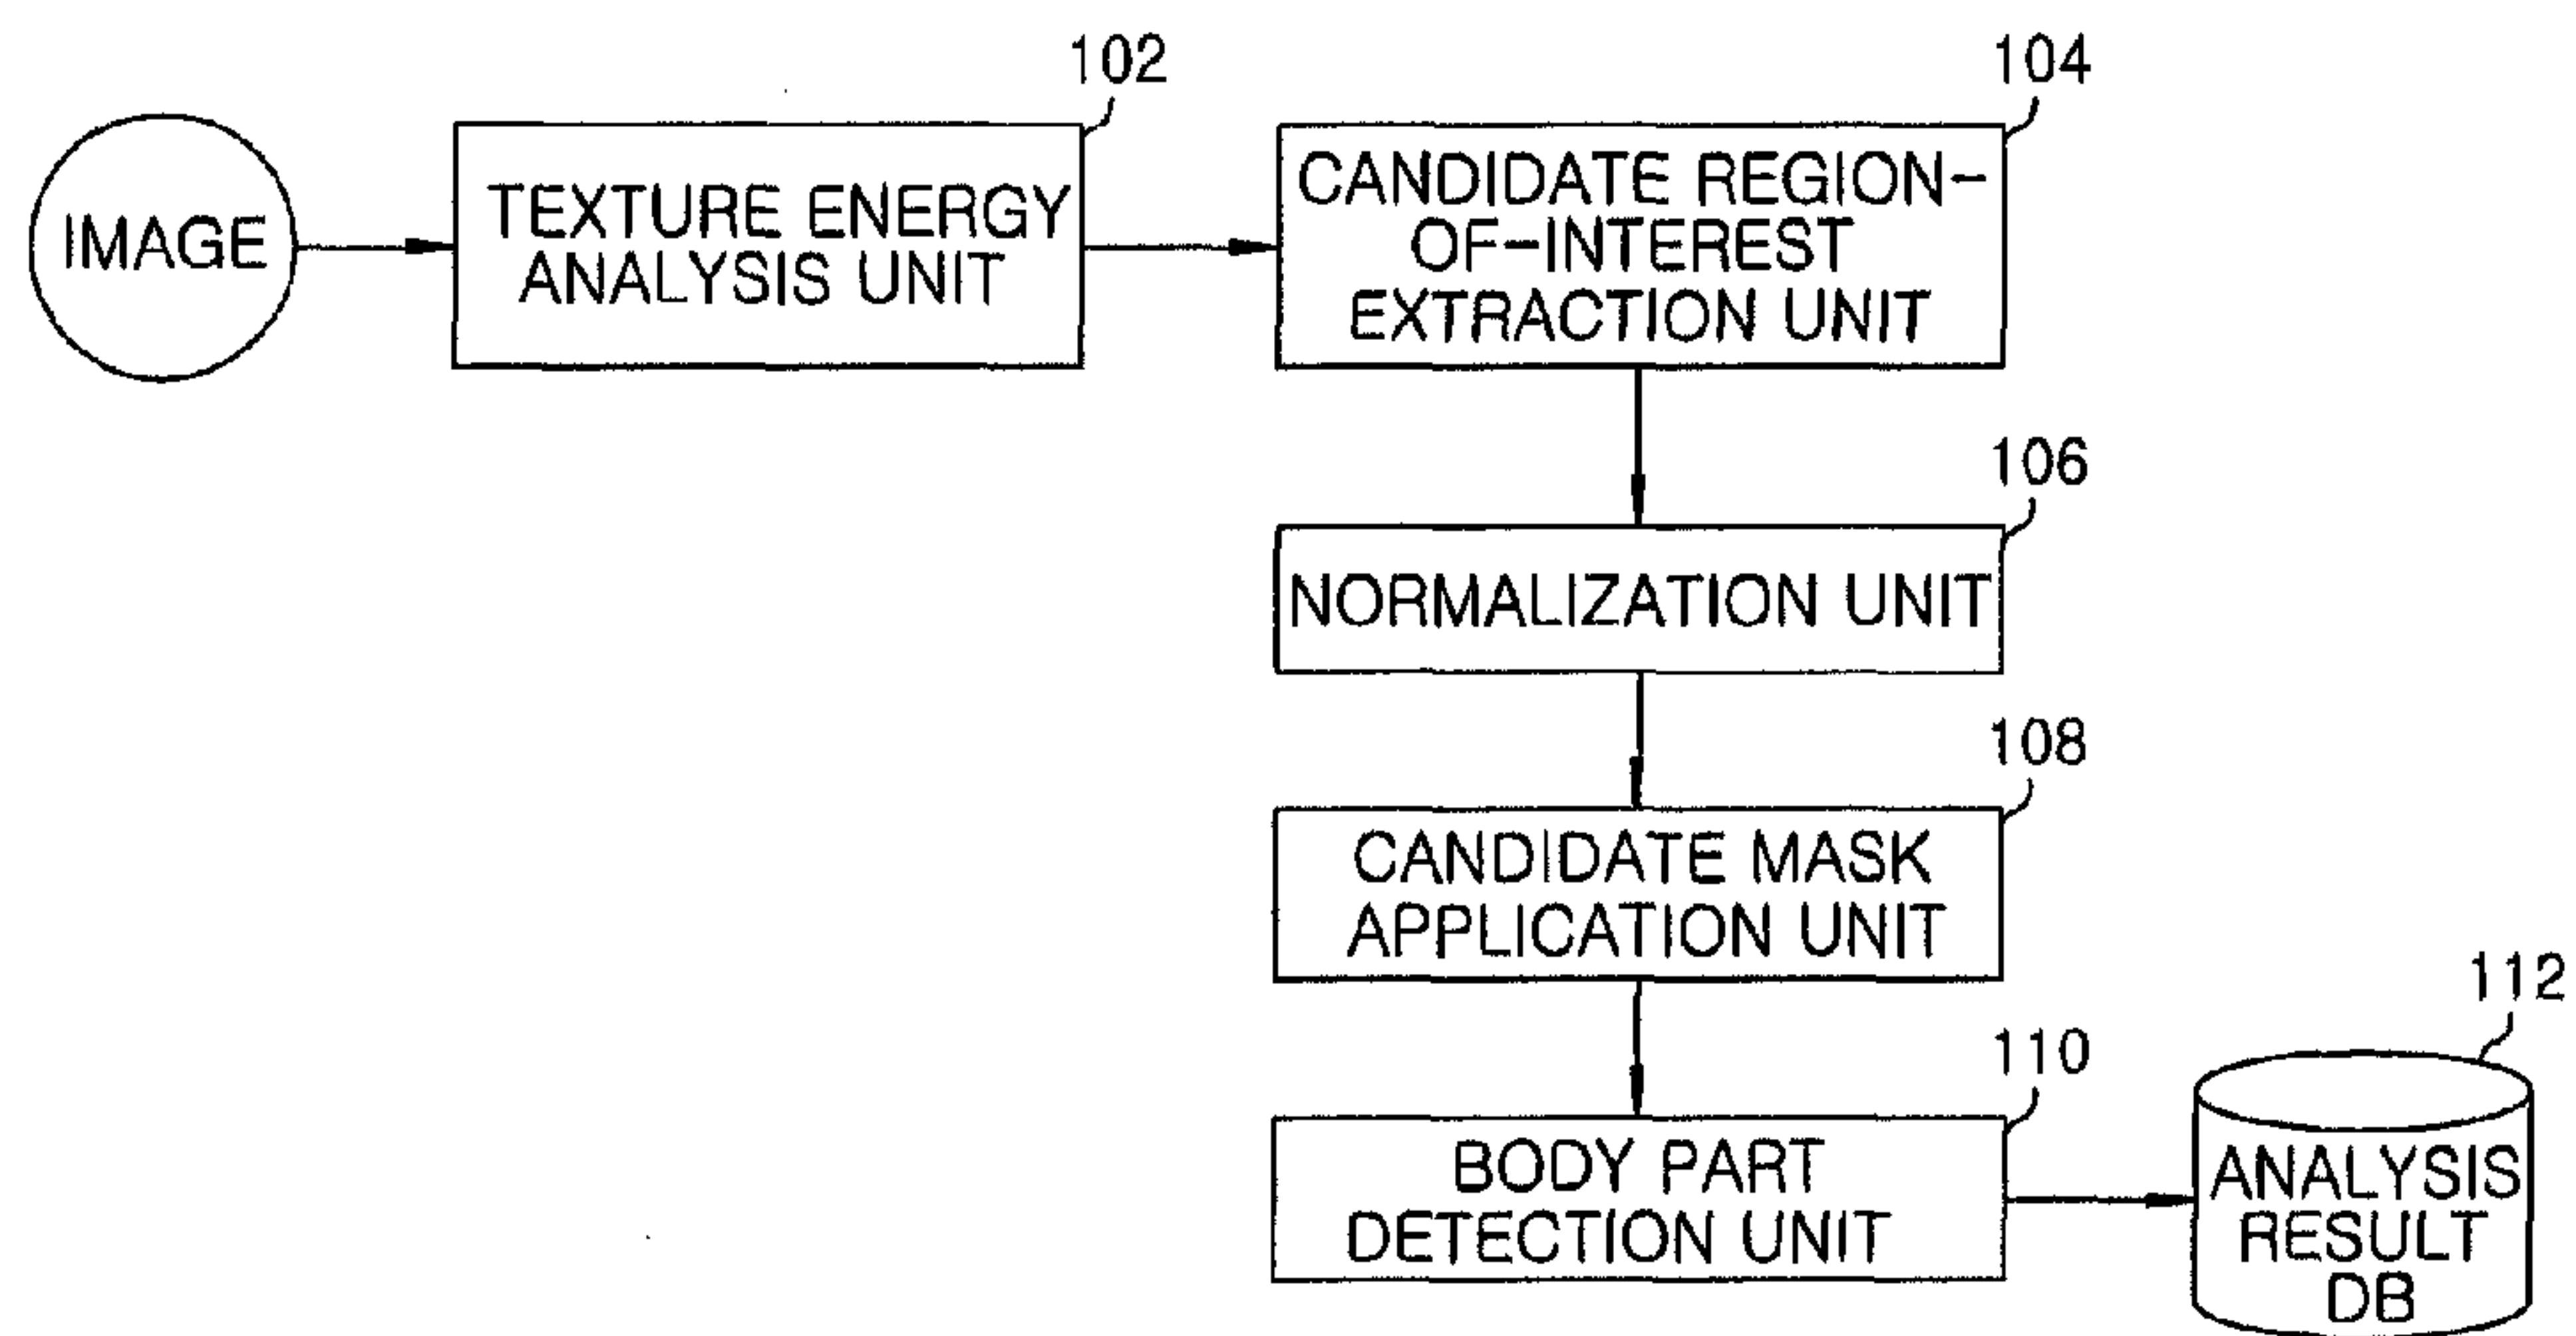 102
104
IMAGE
TEXTURE ENERGY
ANALYSIS UNIT
CANDIDATE REGION-
OF-INTEREST
EXTRACTION UNIT
106
NORMALIZATION UNIT
108
CANDIDATE MASK
APPLICATION UNIT
110
BODY PART
DETECTION UNIT
112
ANALYSIS
RESULT
DB